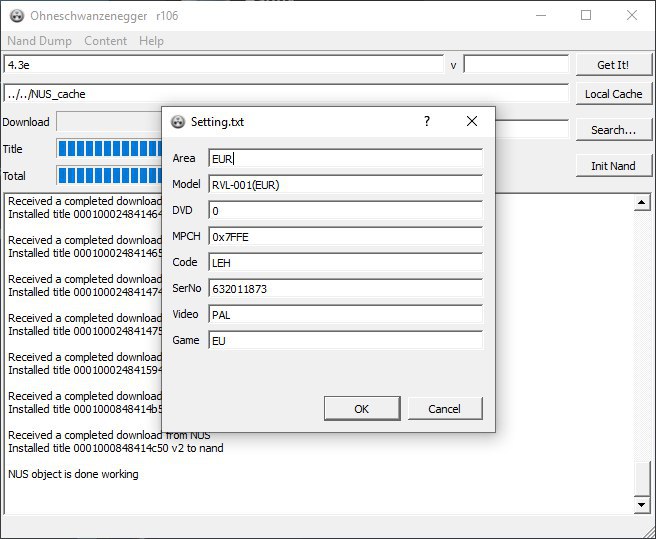 Ohneschwanzenegger r106
Nand Dump Content Help
4.3e v Get It!
../../NUS_cache Local Cache
Download Search...
Title
Total Init Nand
Received a completed download
Installed title 000100024841464
Received a completed download
Installed title 000100024841465
Received a completed download
Installed title 000100024841474
Received a completed download
Installed title 000100024841475
Received a completed download
Installed title 000100024841594
Received a completed download
Installed title 0001000848414b5
Received a completed download from NUS
Installed title 0001000848414c50 v2 to nand
NUS object is done working
Setting.txt ?
Area EUR
Model RVL-001(EUR)
DVD 0
MPCH 0x7FFE
Code LEH
SerNo 632011873
Video PAL
Game EU
OK Cancel